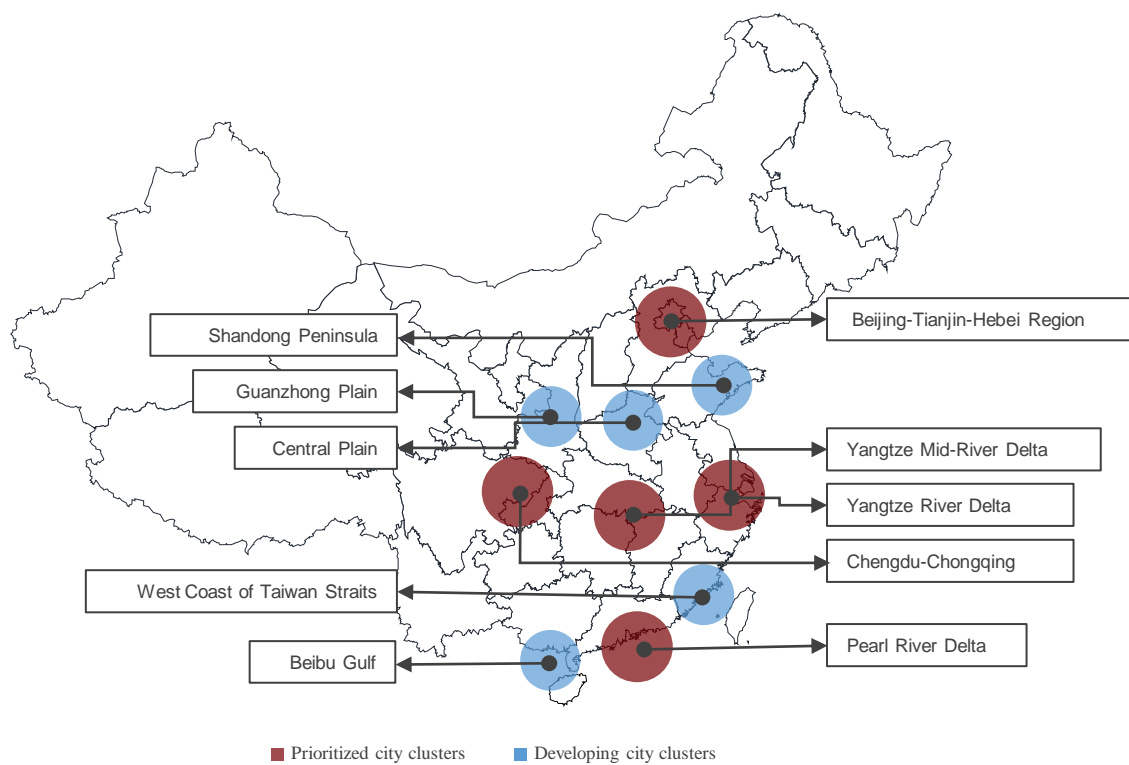 Beijing-Tianjin-Hebei Region
Shandong Peninsula
Guanzhong Plain
Central Plain
Yangtze Mid-River Delta
Yangtze River Delta
Chengdu-Chongqing
West Coast of Taiwan Straits
Pearl River Delta
Beibu Gulf
Prioritized city clusters
Developing city clusters